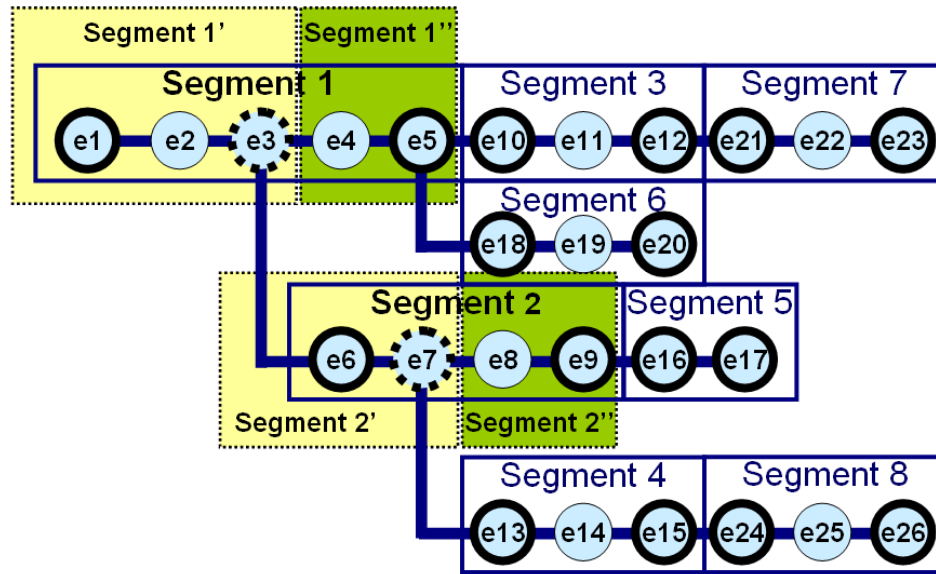 Segment 1' Segment 1''
Segment 1 Segment 3 Segment 7
e1 e2 e3 e4 e5 e10 e11 e12 e21 e22 e23
Segment 6
e18 e19 e20
Segment 2 Segment 5
e6 e7 e8 e9 e16 e17
Segment 2' Segment 2''
Segment 4 Segment 8
e13 e14 e15 e24 e25 e26